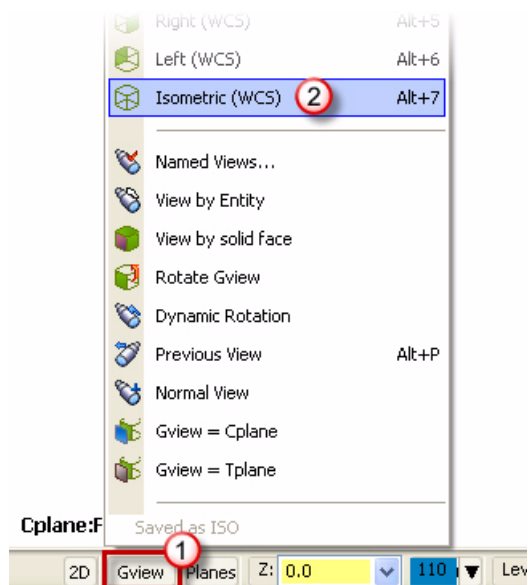 Right (WCS) Alt+5
Left (WCS) Alt+6
Isometric (WCS) 2 Alt+7
Named Views...
View by Entity
View by solid face
Rotate Gview
Dynamic Rotation
Previous View Alt+P
Normal View
Gview = Cplane
Gview = Tplane
Cplane:F Saved as ISO
1
2D Gview Planes Z: 0.0 110 Lev